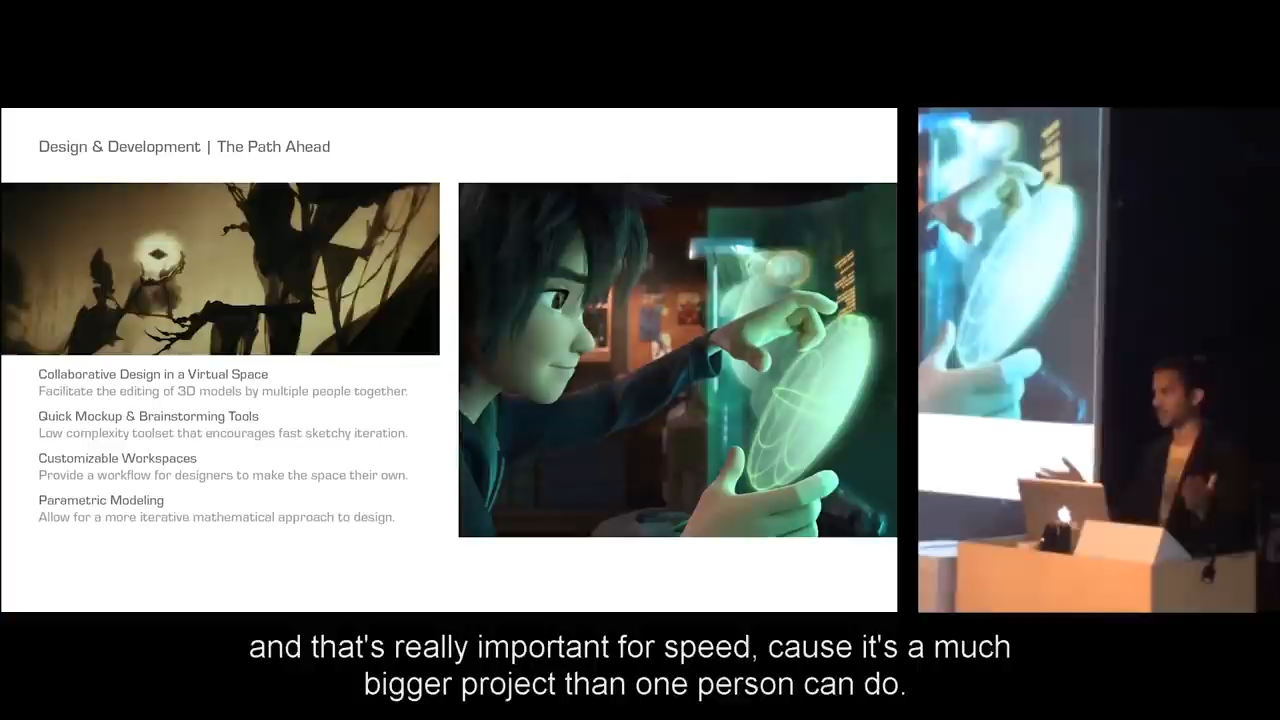 Design & Development | The Path Ahead
Collaborative Design in a Virtual Space
Facilitate the editing of 3D models by multiple people together.
Quick Mockup & Brainstorming Tools
Low complexity toolset that encourages fast sketchy iteration.
Customizable Workspaces
Provide a workflow for designers to make the space their own.
Parametric Modeling
Allow for a more iterative mathematical approach to design.
and that's really important for speed, cause it's a much
bigger project than one person can do.